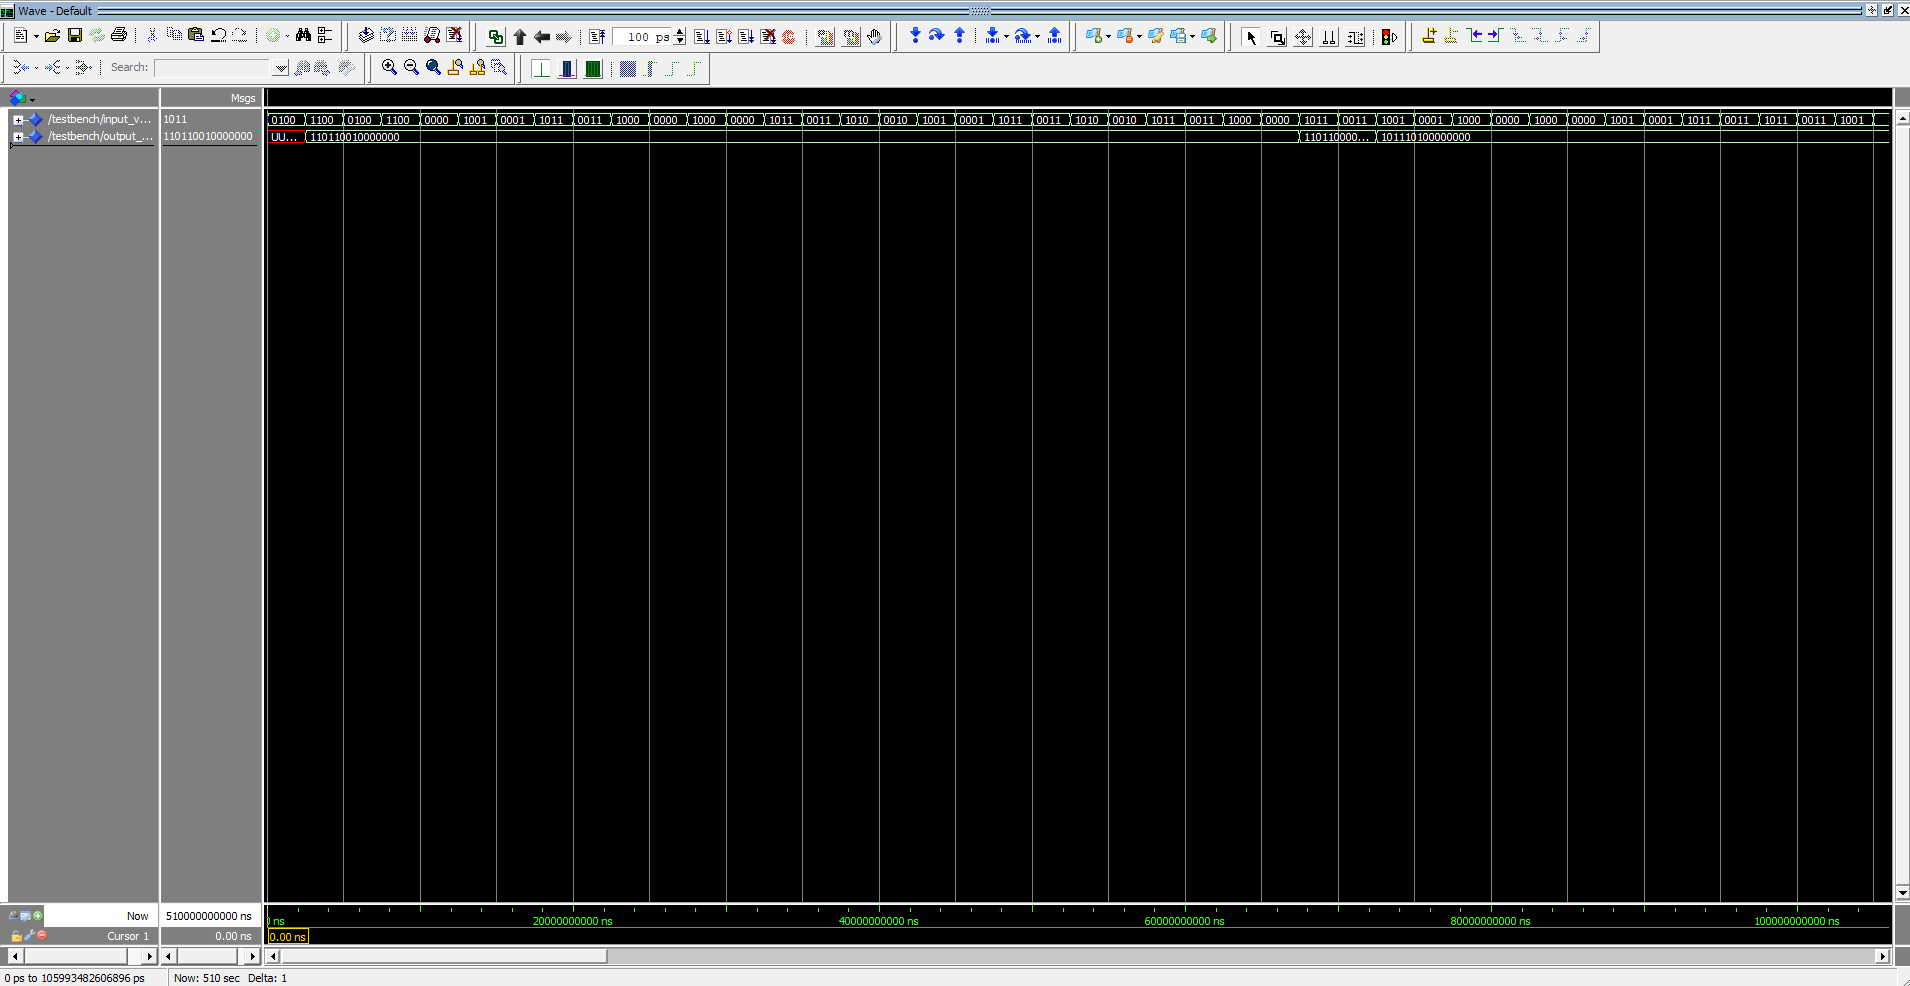 Wave - Default
100 ps
Search:
Msgs
/testbench/input_v... 1011 0100 1100 0100 1100 0000 1001 0001 1011 0011 1000 0000 1000 0000 1011 0011 1010 0010 1001 0001 1011 0011 1010 0010 1011 0011 1000 0000 1011 0011 1001 0001 1000 0000 1000 0000 1001 0001 1011 0011 1011 0011 1001
/testbench/output_... 110110010000000 UU... 110110010000000 110110000... 101110100000000
Now 510000000000 ns ns 20000000000 ns 40000000000 ns 60000000000 ns 80000000000 ns 100000000000 ns
Cursor 1 0.00 ns 0.00 ns
0 ps to 105993482606896 ps Now: 510 sec Delta: 1